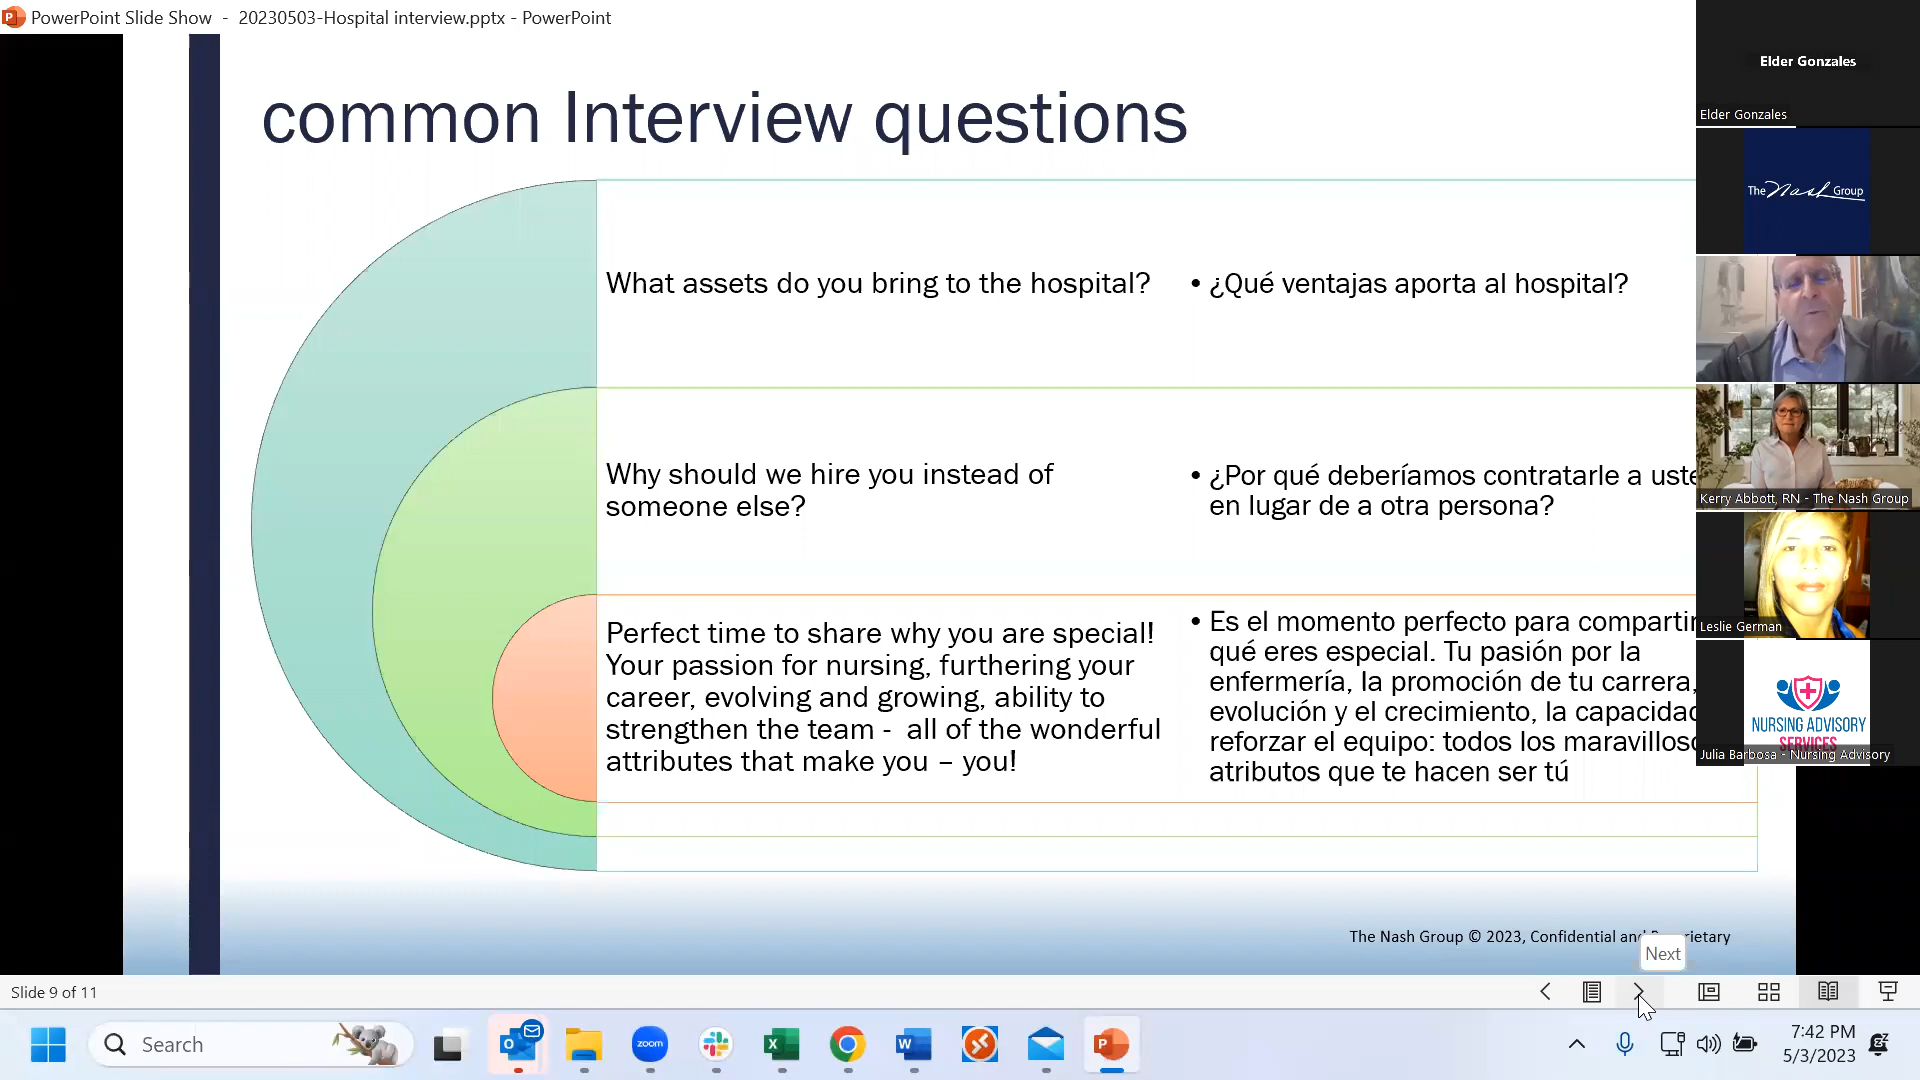 PowerPoint Slide Show - 20230503-Hospital interview.pptx - PowerPoint
common Interview questions
What assets do you bring to the hospital?
• ¿Qué ventajas aporta al hospital?
Why should we hire you instead of
someone else?
• ¿Por qué deberíamos contratarle a uste
en lugar de a otra persona?
Perfect time to share why you are special!
Your passion for nursing, furthering your
career, evolving and growing, ability to
strengthen the team - all of the wonderful
attributes that make you – you!
• Es el momento perfecto para compartir
qué eres especial. Tu pasión por la
enfermería, la promoción de tu carrera,
evolución y el crecimiento, la capacidad
reforzar el equipo: todos los maravilloso
atributos que te hacen ser tú
The Nash Group © 2023, Confidential and Proprietary
Next
Elder Gonzales
Elder Gonzales
The Nash Group
Kerry Abbott, RN - The Nash Group
Leslie German
NURSING ADVISORY
SERVICES
Julia Barbosa - Nursing Advisory
Slide 9 of 11
Search
zoom
7:42 PM
5/3/2023